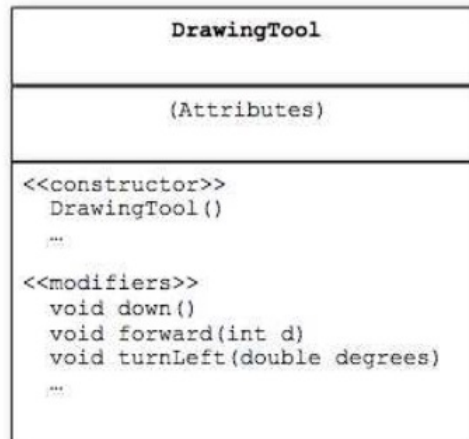 DrawingTool
(Attributes)
<<constructor>>
DrawingTool()
…
<<modifiers>>
void down()
void forward(int d)
void turnLeft(double degrees)
…